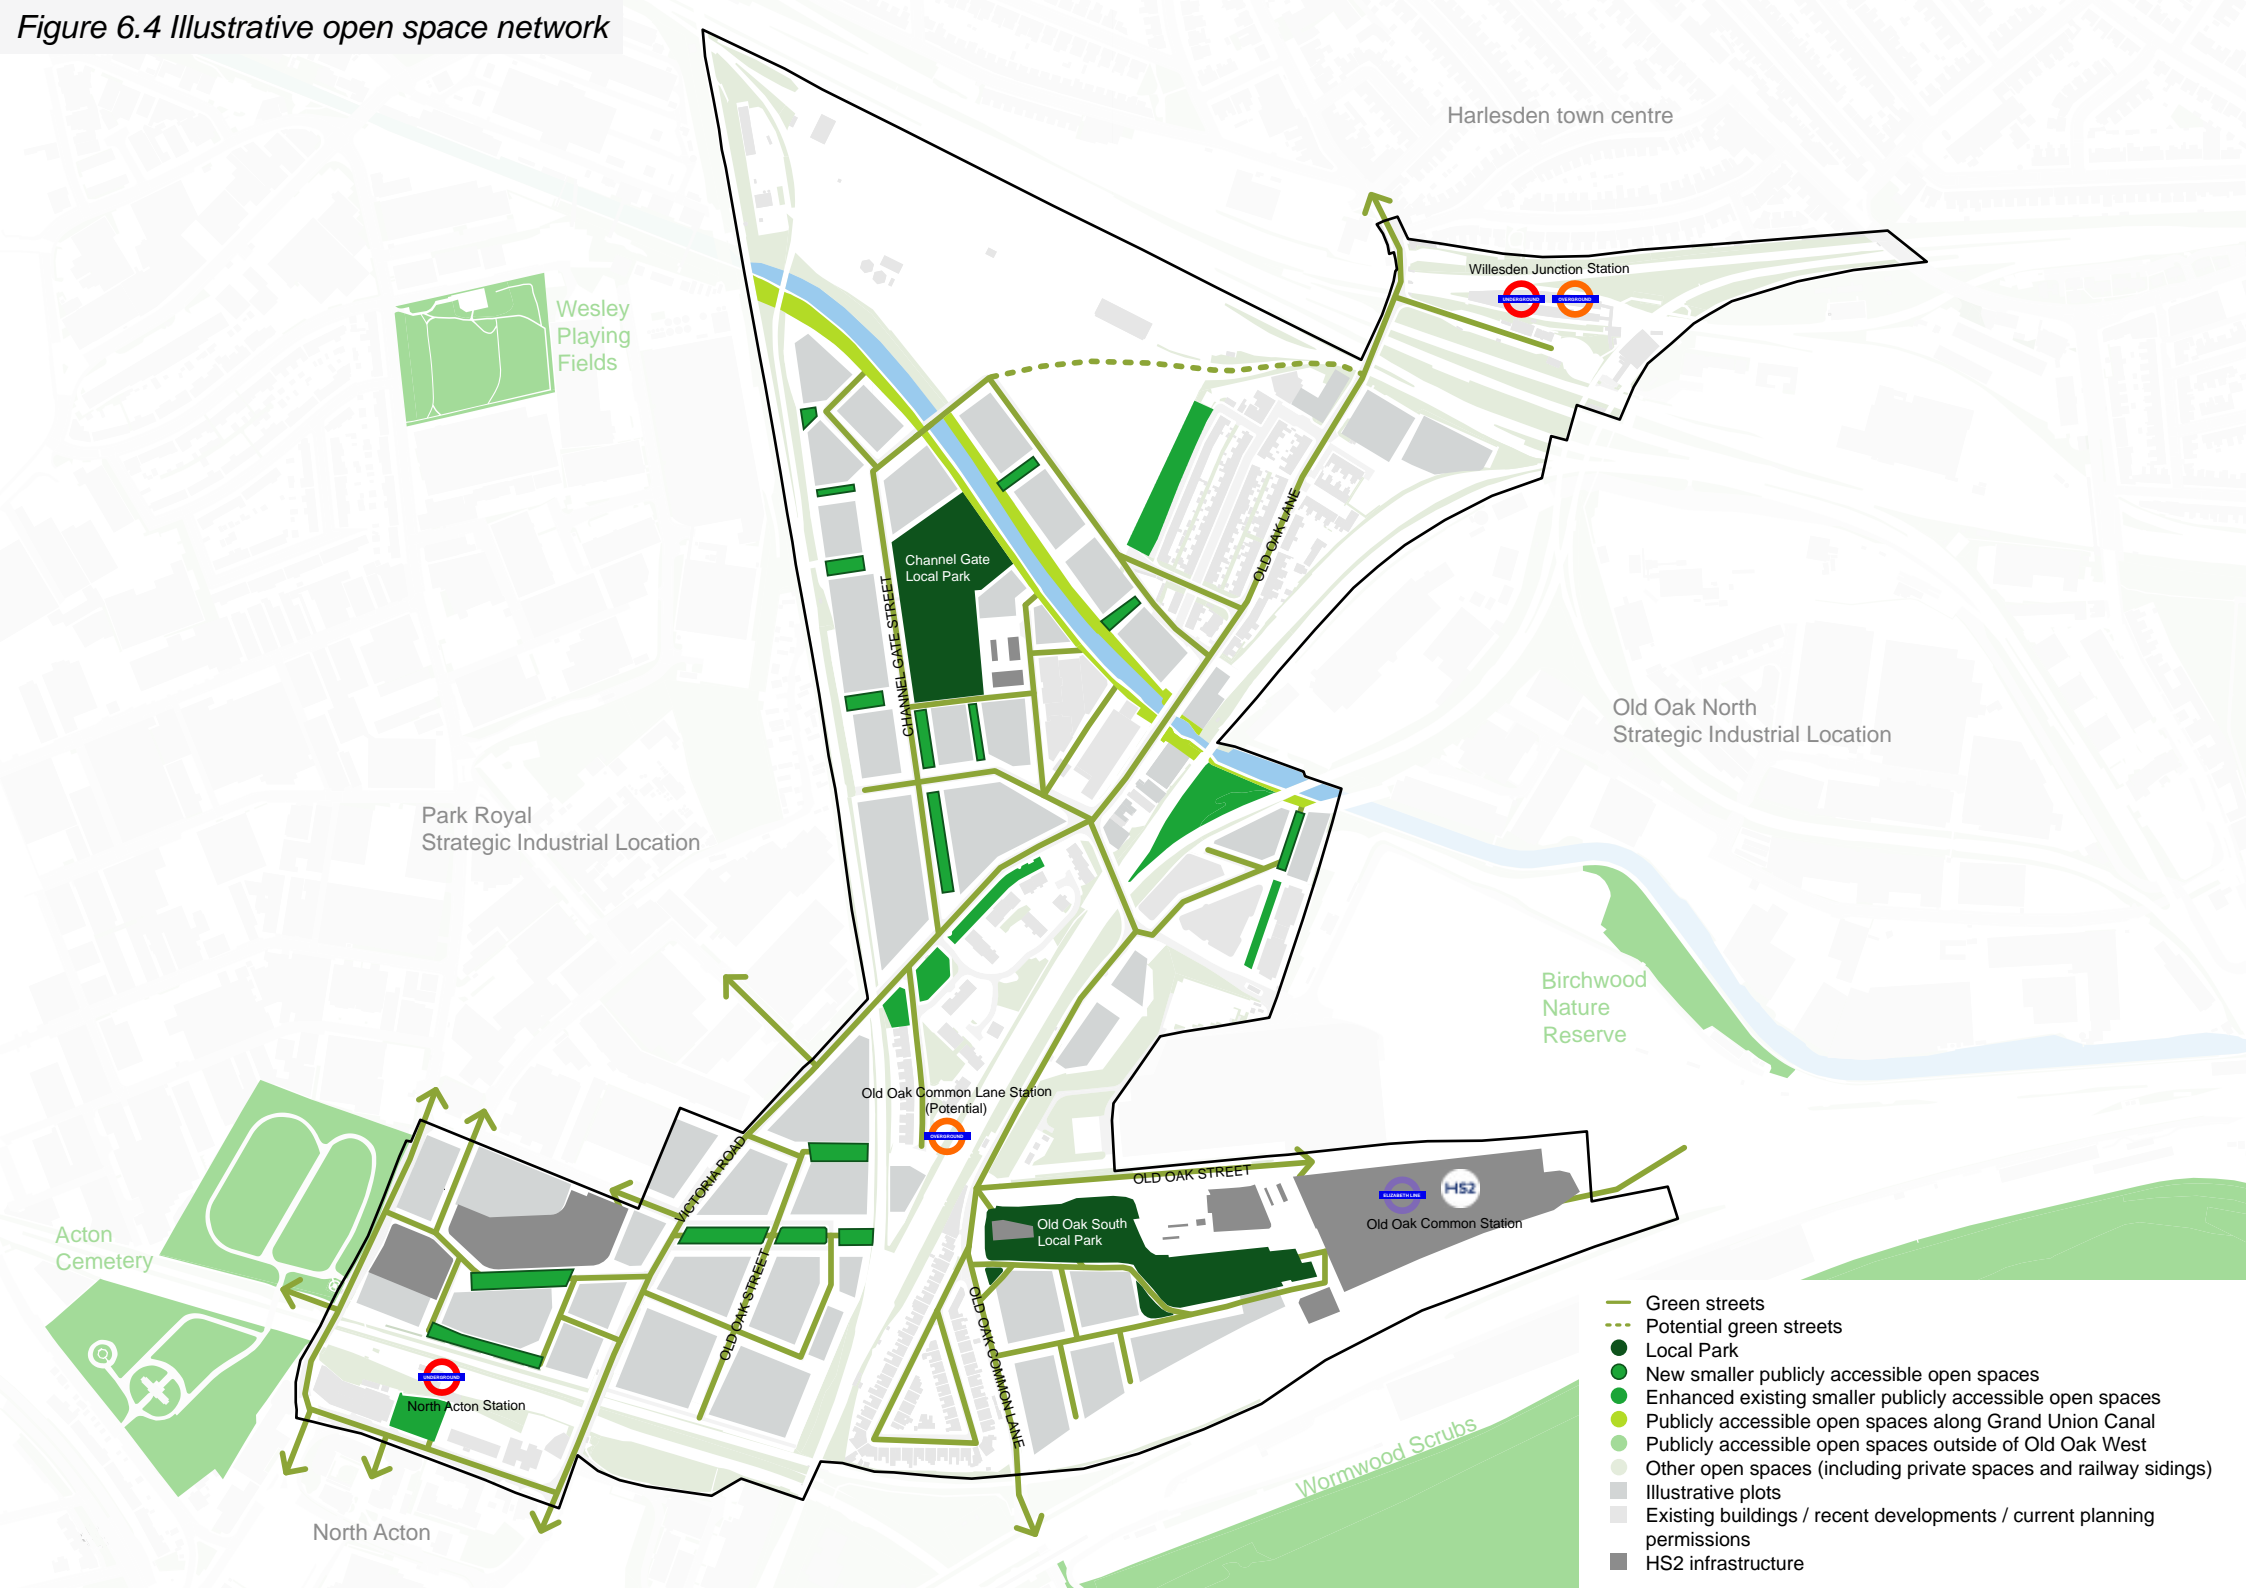 Figure 6.4 Illustrative open space network
Harlesden town centre
Willesden Junction Station
UNDERGROUND
OVERGROUND
Wesley
Playing
Fields
OLD OAK LANE
Channel Gate
Local Park
CHANNEL GATE STREET
Old Oak North
Strategic Industrial Location
Park Royal
Strategic Industrial Location
Birchwood
Nature
Reserve
Old Oak Common Lane Station
(Potential)
OVERGROUND
VICTORIA ROAD
OLD OAK STREET
ELIZABETH LINE
HS2
Old Oak Common Station
Old Oak South
Local Park
Acton
Cemetery
OLD OAK STREET
OLD OAK COMMON LANE
UNDERGROUND
North Acton Station
Wormwood Scrubs
North Acton
Green streets
Potential green streets
Local Park
New smaller publicly accessible open spaces
Enhanced existing smaller publicly accessible open spaces
Publicly accessible open spaces along Grand Union Canal
Publicly accessible open spaces outside of Old Oak West
Other open spaces (including private spaces and railway sidings)
Illustrative plots
Existing buildings / recent developments / current planning
permissions
HS2 infrastructure